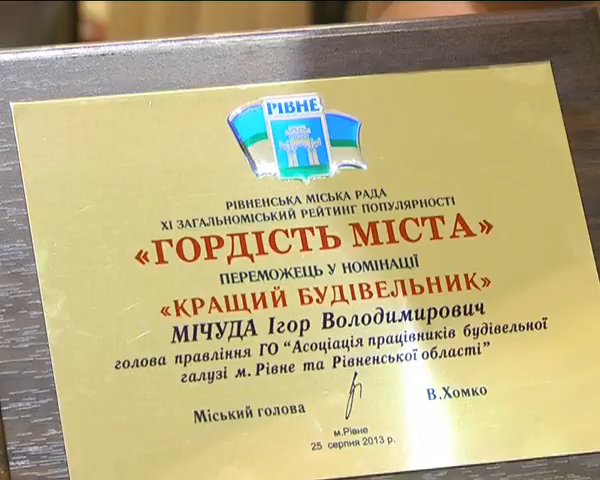 РІВНЕ
РІВНЕНСЬКА МІСЬКА РАДА
XI ЗАГАЛЬНОМІСЬКИЙ РЕЙТИНГ ПОПУЛЯРНОСТІ
«ГОРДІСТЬ МІСТА»
ПЕРЕМОЖЕЦЬ У НОМІНАЦІЇ
«КРАЩИЙ БУДІВЕЛЬНИК»
МІЧУДА Ігор Володимирович
голова правління ГО “Асоціація працівників будівельної
галузі м. Рівне та Рівненської області”
Міський голова В.Хомко
м.Рівне
25 серпня 2013 р.